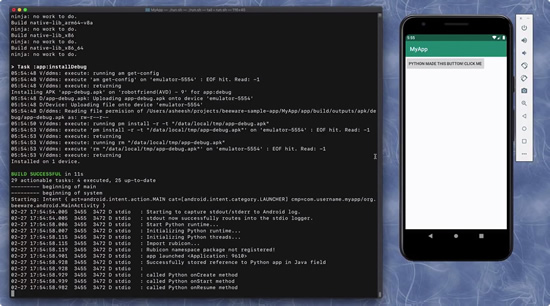 MyApp
ninja: no work to do.
Build native-lib_arm64-v8a
ninja: no work to do.
Build native-lib_x86
ninja: no work to do.
Build native-lib_x86_64
ninja: no work to do.
> Task :app:installDebug
05:54:48 V/ddms: execute: running am get-config
05:54:48 V/ddms: execute 'am get-config' on 'emulator-5554' : EOF hit. Read: -1
05:54:48 V/ddms: execute: returning
Installing APK 'app-debug.apk' on 'robotfriend(AVD) - 9' for app:debug
05:54:48 D/app-debug.apk: Uploading app-debug.apk onto device 'emulator-5554'
05:54:48 D/Device: Uploading file onto device 'emulator-5554'
05:54:48 D/ddms: Reading file permission of /Users/asheesh/projects/beeware-sample-app/MyApp/app/build/outputs/apk/de
bug/app-debug.apk as: rw-r--r--
05:54:50 V/ddms: execute: running pm install -r -t "/data/local/tmp/app-debug.apk"
05:54:48 V/ddms: execute 'pm install -r -t "/data/local/tmp/app-debug.apk"' on 'emulator-5554' : EOF hit. Read: -1
05:54:48 V/ddms: execute: returning
05:54:58 V/ddms: execute: running rm "/data/local/tmp/app-debug.apk"
05:54:58 V/ddms: execute 'rm "/data/local/tmp/app-debug.apk"' on 'emulator-5554' : EOF hit. Read: -1
05:54:58 V/ddms: execute: returning
Installed on 1 device.
BUILD SUCCESSFUL in 11s
29 actionable tasks: 4 executed, 25 up-to-date
--------- beginning of main
--------- beginning of system
Starting: Intent { act=android.intent.action.MAIN cat=[android.intent.category.LAUNCHER] cmp=com.username.myapp/org.
beeware.android.MainActivity }
02-27 17:54:54.005 3455 3472 D stdio : Starting to capture stdout/stderr to Android log.
02-27 17:54:54.005 3455 3472 D stdio : stdout now successfully routes into the stdio logger.
02-27 17:54:58.006 3455 3472 D stdio : Start Python runtime...
02-27 17:54:58.007 3455 3472 D stdio : Initializing Python runtime...
02-27 17:54:58.115 3455 3472 D stdio : Initializing Python threads...
02-27 17:54:58.115 3455 3472 D stdio : Import rubicon...
02-27 17:54:58.119 3455 3472 D stdio : Rubicon namespace package not registered!
02-27 17:54:58.901 3455 3472 D stdio : app launched <Application: 9610>
02-27 17:54:58.928 3455 3472 D stdio : Successfully stored reference to Python app in Java field
02-27 17:54:58.928 3455 3472 D stdio :
02-27 17:54:58.929 3455 3472 D stdio : called Python onCreate method
02-27 17:54:58.939 3455 3472 D stdio : called Python onStart method
02-27 17:54:58.982 3455 3472 D stdio : called Python onResume method
5:55
MyApp
PYTHON MADE THIS BUTTON! CLICK ME